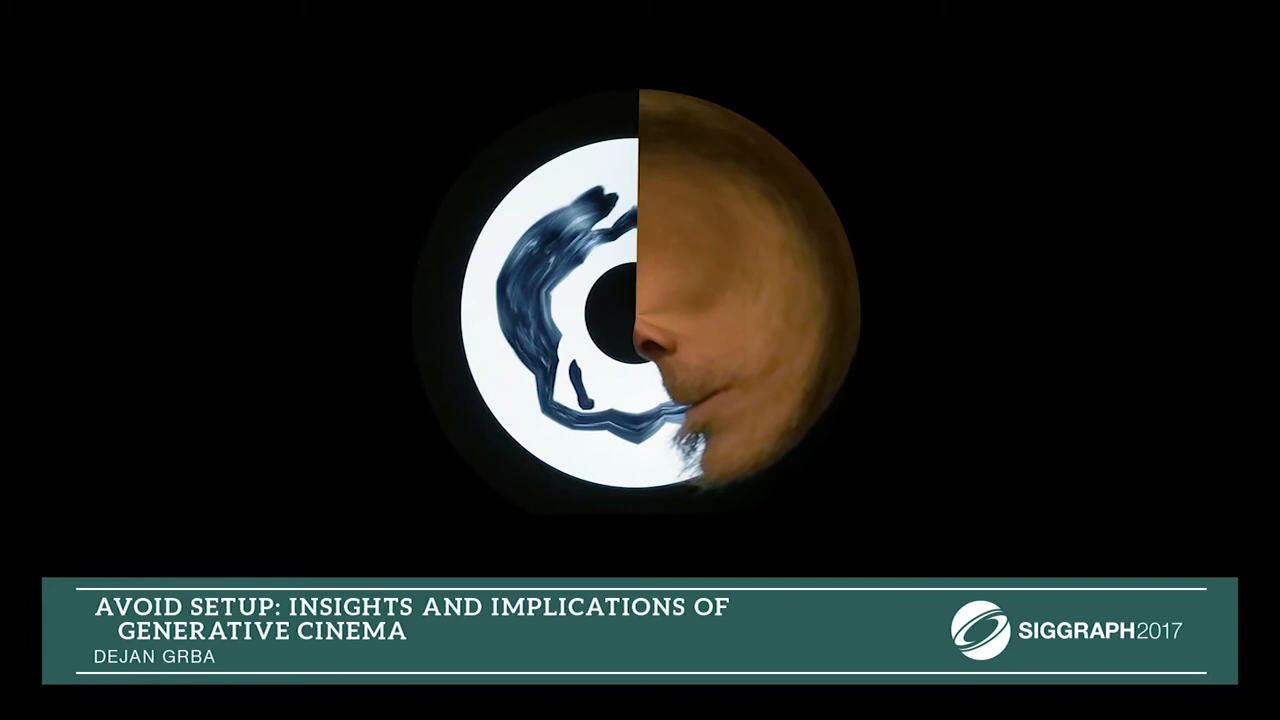 AVOID SETUP: INSIGHTS AND IMPLICATIONS OF
GENERATIVE CINEMA
DEJAN GRBA
SIGGRAPH2017